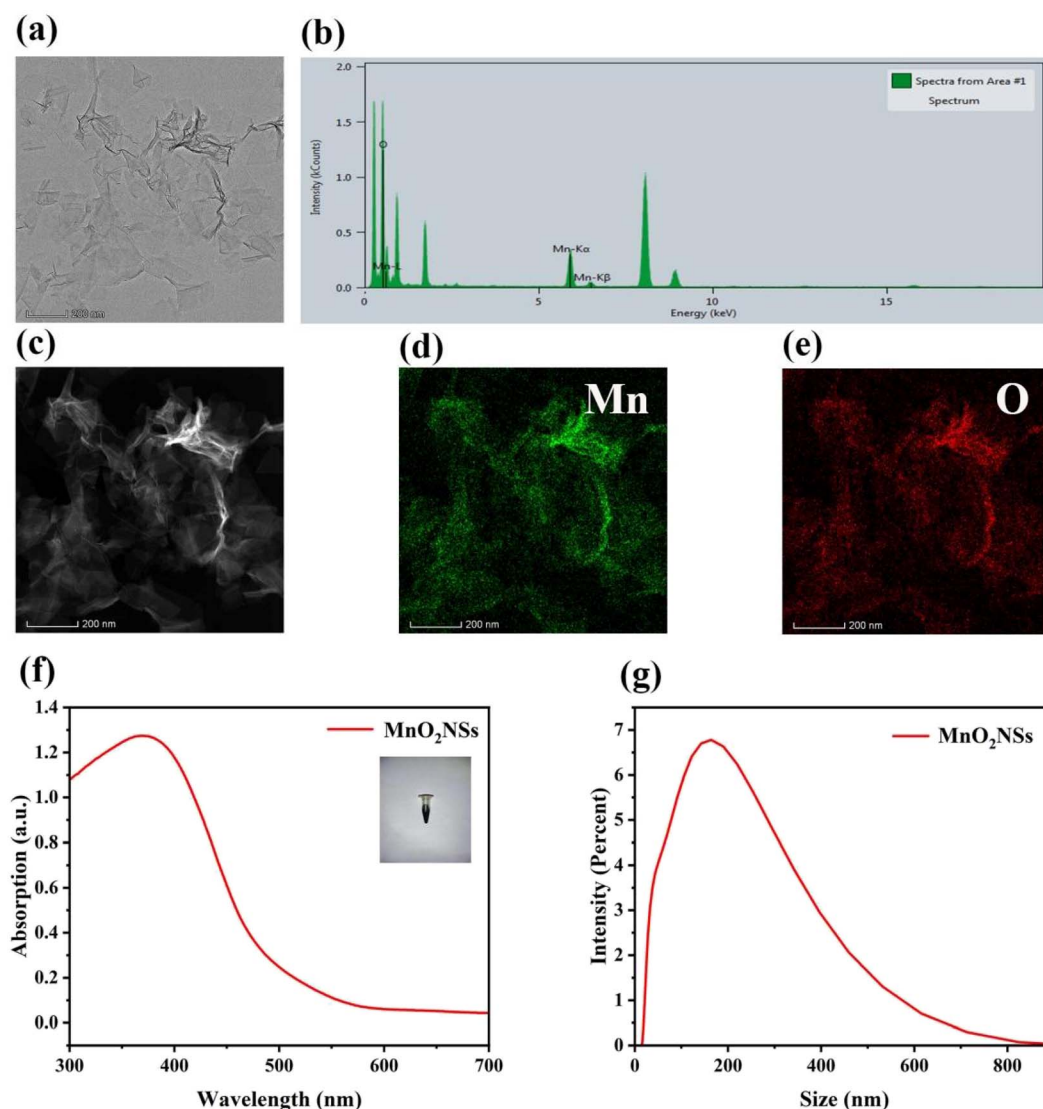 (a)
200 nm
(b)
2.0
1.5
1.0
0.5
0.0
Intensity (kCounts)
Spectra from Area #1
Spectrum
O
Mn-L
Mn-Kα
Mn-Kβ
5
10
15
Energy (keV)
(c)
200 nm
(d)
Mn
200 nm
(e)
O
200 nm
(f)
1.4
1.2
1.0
0.8
0.6
0.4
0.2
0.0
Absorption (a.u.)
MnO₂NSs
300
400
500
600
700
Wavelength (nm)
(g)
7
6
5
4
3
2
1
0
Intensity (Percent)
MnO₂NSs
0
200
400
600
800
Size (nm)